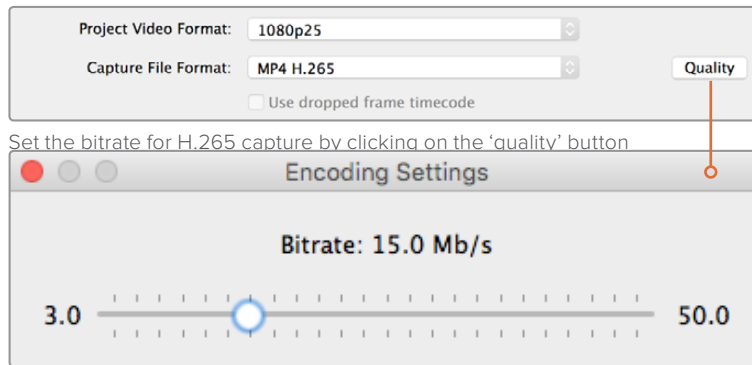 Project Video Format: 1080p25
Capture File Format: MP4 H.265 Quality
Use dropped frame timecode
Set the bitrate for H.265 capture by clicking on the ‘quality’ button
Encoding Settings
Bitrate: 15.0 Mb/s
3.0 50.0